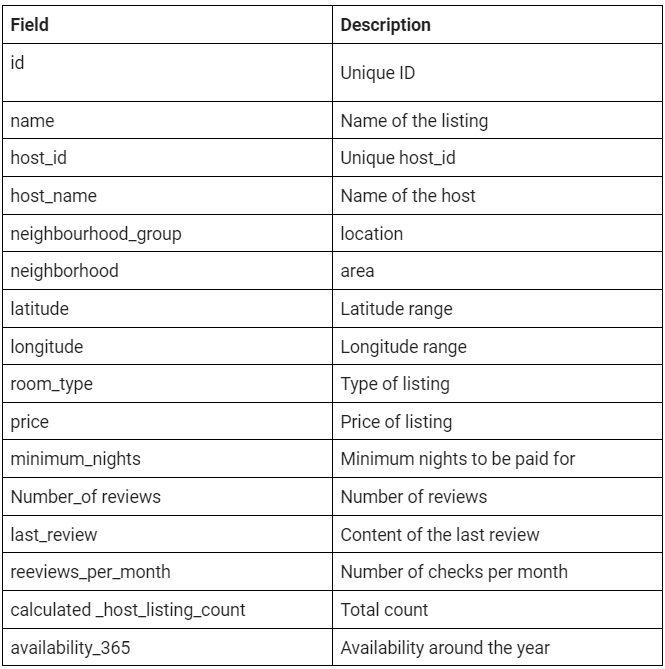 Field Description
id Unique ID
name Name of the listing
host_id Unique host_id
host_name Name of the host
neighbourhood_group location
neighborhood area
latitude Latitude range
longitude Longitude range
room_type Type of listing
price Price of listing
minimum_nights Minimum nights to be paid for
Number_of reviews Number of reviews
last_review Content of the last review
reeviews_per_month Number of checks per month
calculated _host_listing_count Total count
availability_365 Availability around the year